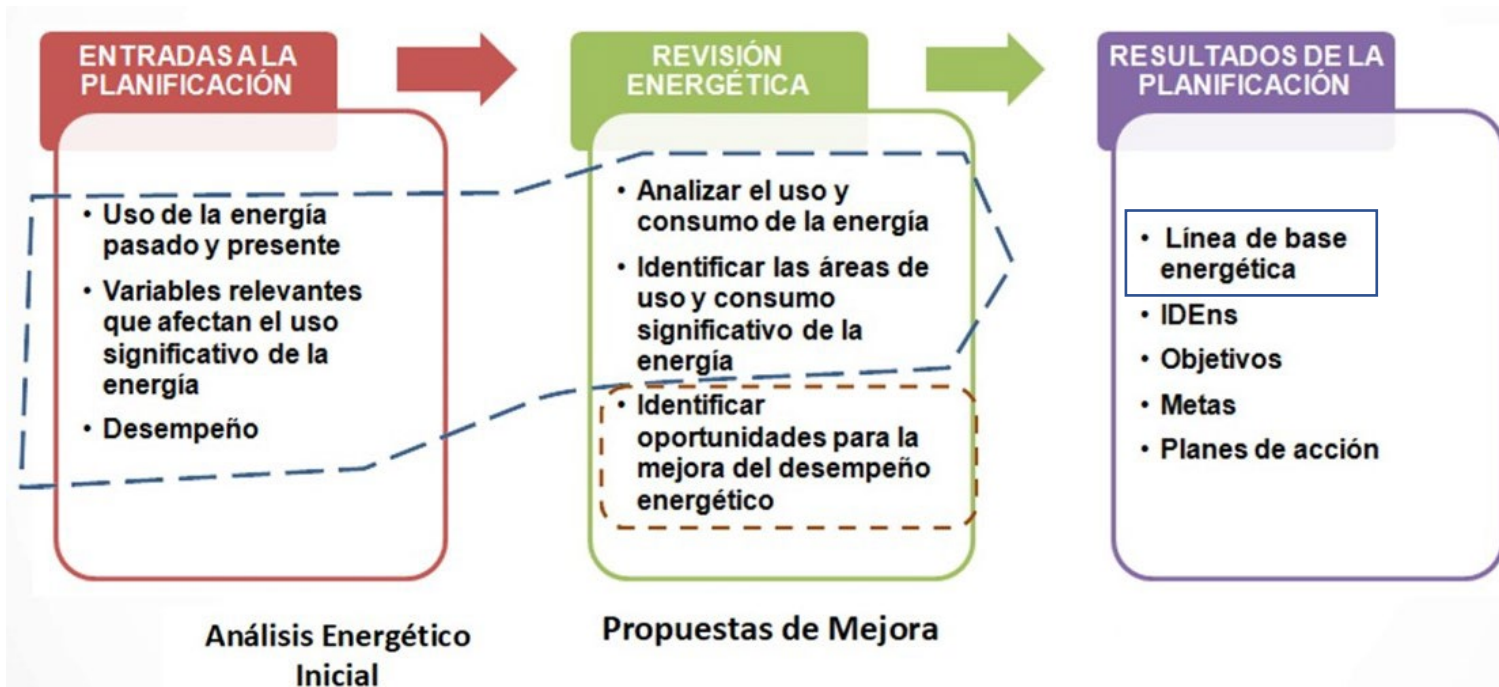 ENTRADAS A LA
PLANIFICACIÓN
• Uso de la energía
pasado y presente
• Variables relevantes
que afectan el uso
significativo de la
energía
• Desempeño
REVISIÓN
ENERGÉTICA
• Analizar el uso y
consumo de la energía
• Identificar las áreas de
uso y consumo
significativo de la
energía
• Identificar
oportunidades para la
mejora del desempeño
energético
RESULTADOS DE LA
PLANIFICACIÓN
• Línea de base
energética
• IDEns
• Objetivos
• Metas
• Planes de acción
Análisis Energético
Inicial
Propuestas de Mejora